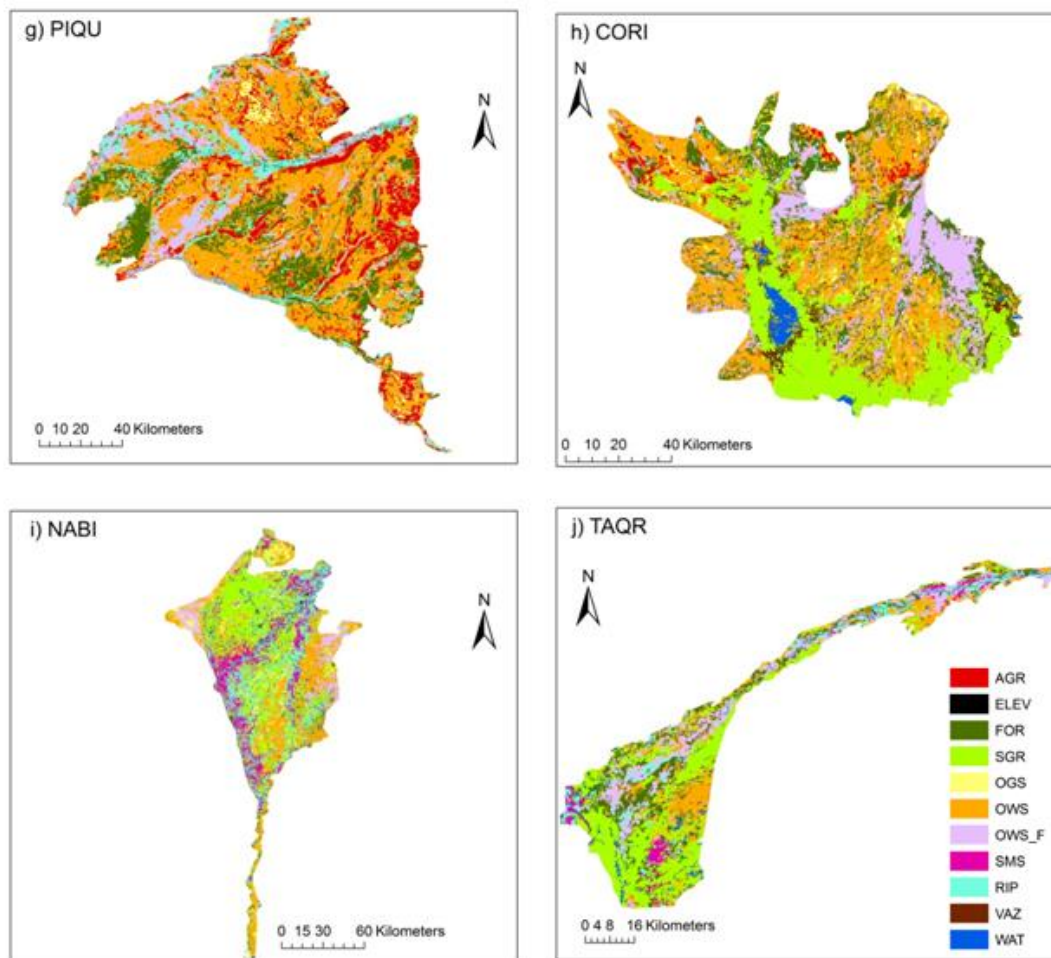 g) PIQU
N
0 10 20 40 Kilometers
h) CORI
N
0 10 20 40 Kilometers
i) NABI
N
0 15 30 60 Kilometers
j) TAQR
N
0 4 8 16 Kilometers
AGR
ELEV
FOR
SGR
OGS
OWS
OWS_F
SMS
RIP
VAZ
WAT